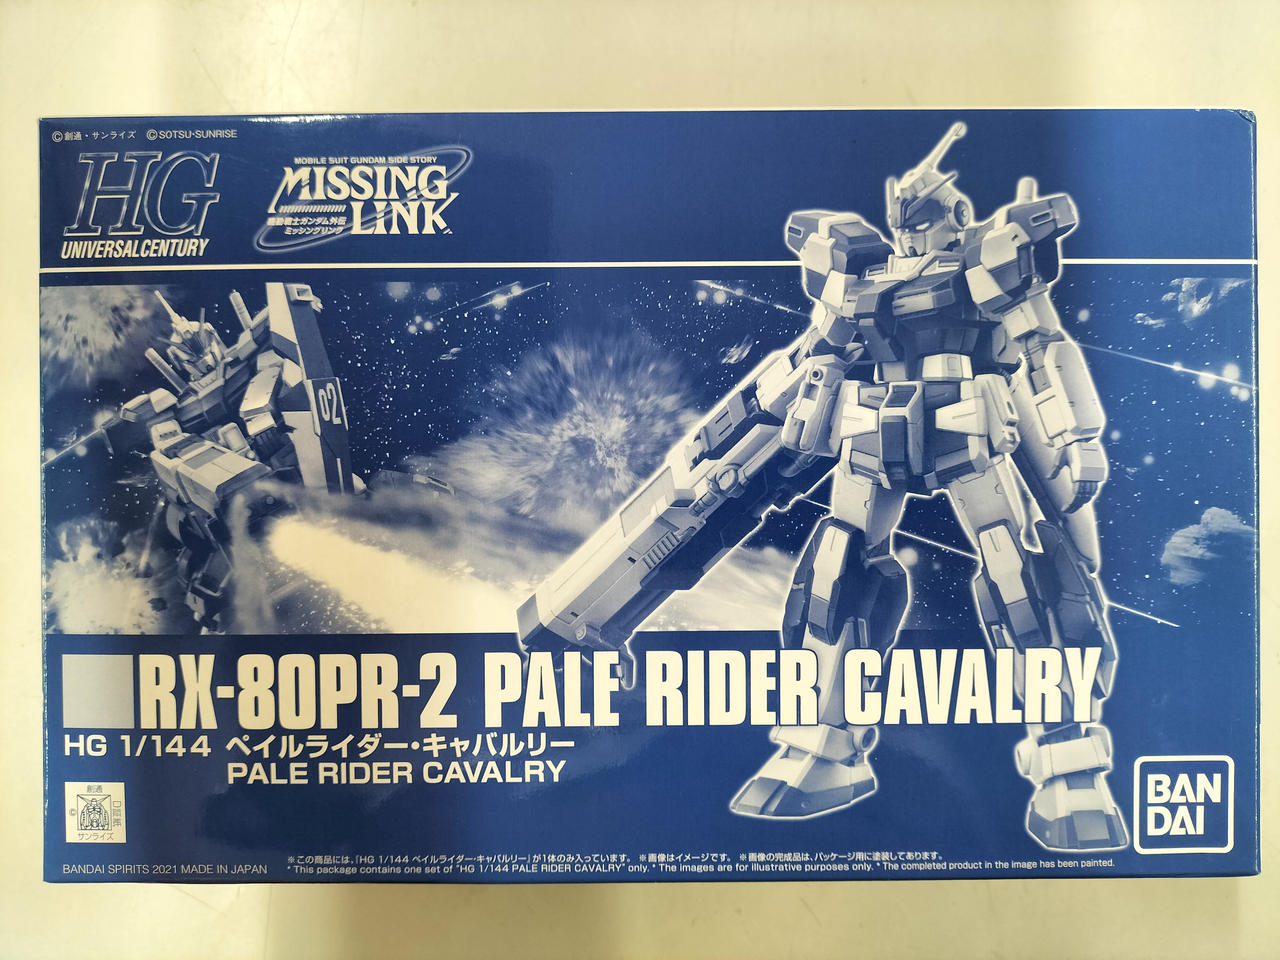 ©創通・サンライズ ©SOTSU・SUNRISE
HG
UNIVERSAL CENTURY
MOBILE SUIT GUNDAM SIDE STORY
MISSING
LINK
機動戦士ガンダム外伝
ミッシングリンク
02
RX-80PR-2 PALE RIDER CAVALRY
HG 1/144 ペイルライダー・キャバルリー
PALE RIDER CAVALRY
創通
©
サンライズ
BAN
DAI
BANDAI SPIRITS 2021 MADE IN JAPAN
※この商品には、「HG 1/144 ペイルライダー・キャバルリー」が1体のみ入っています。 ※画像はイメージです。 ※画像の完成品は、パッケージ用に塗装してあります。
* This package contains one set of "HG 1/144 PALE RIDER CAVALRY" only. * The images are for illustrative purposes only. * The completed product in the image has been painted.